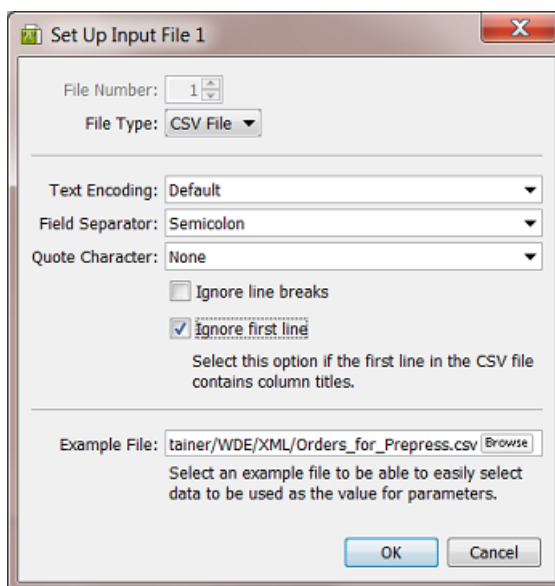 Set Up Input File 1
File Number: 1
File Type: CSV File
Text Encoding: Default
Field Separator: Semicolon
Quote Character: None
Ignore line breaks
Ignore first line
Select this option if the first line in the CSV file
contains column titles.
Example File: tainer/WDE/XML/Orders_for_Prepress.csv Browse
Select an example file to be able to easily select
data to be used as the value for parameters.
OK Cancel